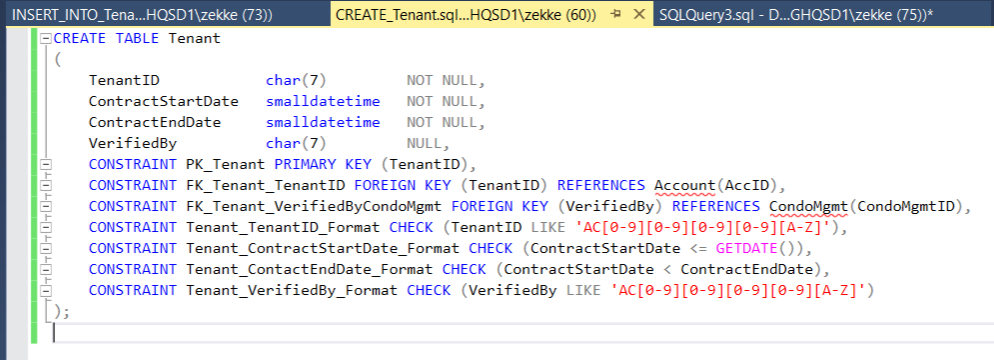 INSERT_INTO_Tena...HQSD1\zekke (73)) CREATE_Tenant.sql...HQSD1\zekke (60)) SQLQuery3.sql - D...GHQSD1\zekke (75))*
CREATE TABLE Tenant
(
TenantID char(7) NOT NULL,
ContractStartDate smalldatetime NOT NULL,
ContractEndDate smalldatetime NOT NULL,
VerifiedBy char(7) NULL,
CONSTRAINT PK_Tenant PRIMARY KEY (TenantID),
CONSTRAINT FK_Tenant_TenantID FOREIGN KEY (TenantID) REFERENCES Account(AccID),
CONSTRAINT FK_Tenant_VerifiedByCondoMgmt FOREIGN KEY (VerifiedBy) REFERENCES CondoMgmt(CondoMgmtID),
CONSTRAINT Tenant_TenantID_Format CHECK (TenantID LIKE 'AC[0-9][0-9][0-9][0-9][A-Z]'),
CONSTRAINT Tenant_ContractStartDate_Format CHECK (ContractStartDate <= GETDATE()),
CONSTRAINT Tenant_ContactEndDate_Format CHECK (ContractStartDate < ContractEndDate),
CONSTRAINT Tenant_VerifiedBy_Format CHECK (VerifiedBy LIKE 'AC[0-9][0-9][0-9][0-9][A-Z]')
);